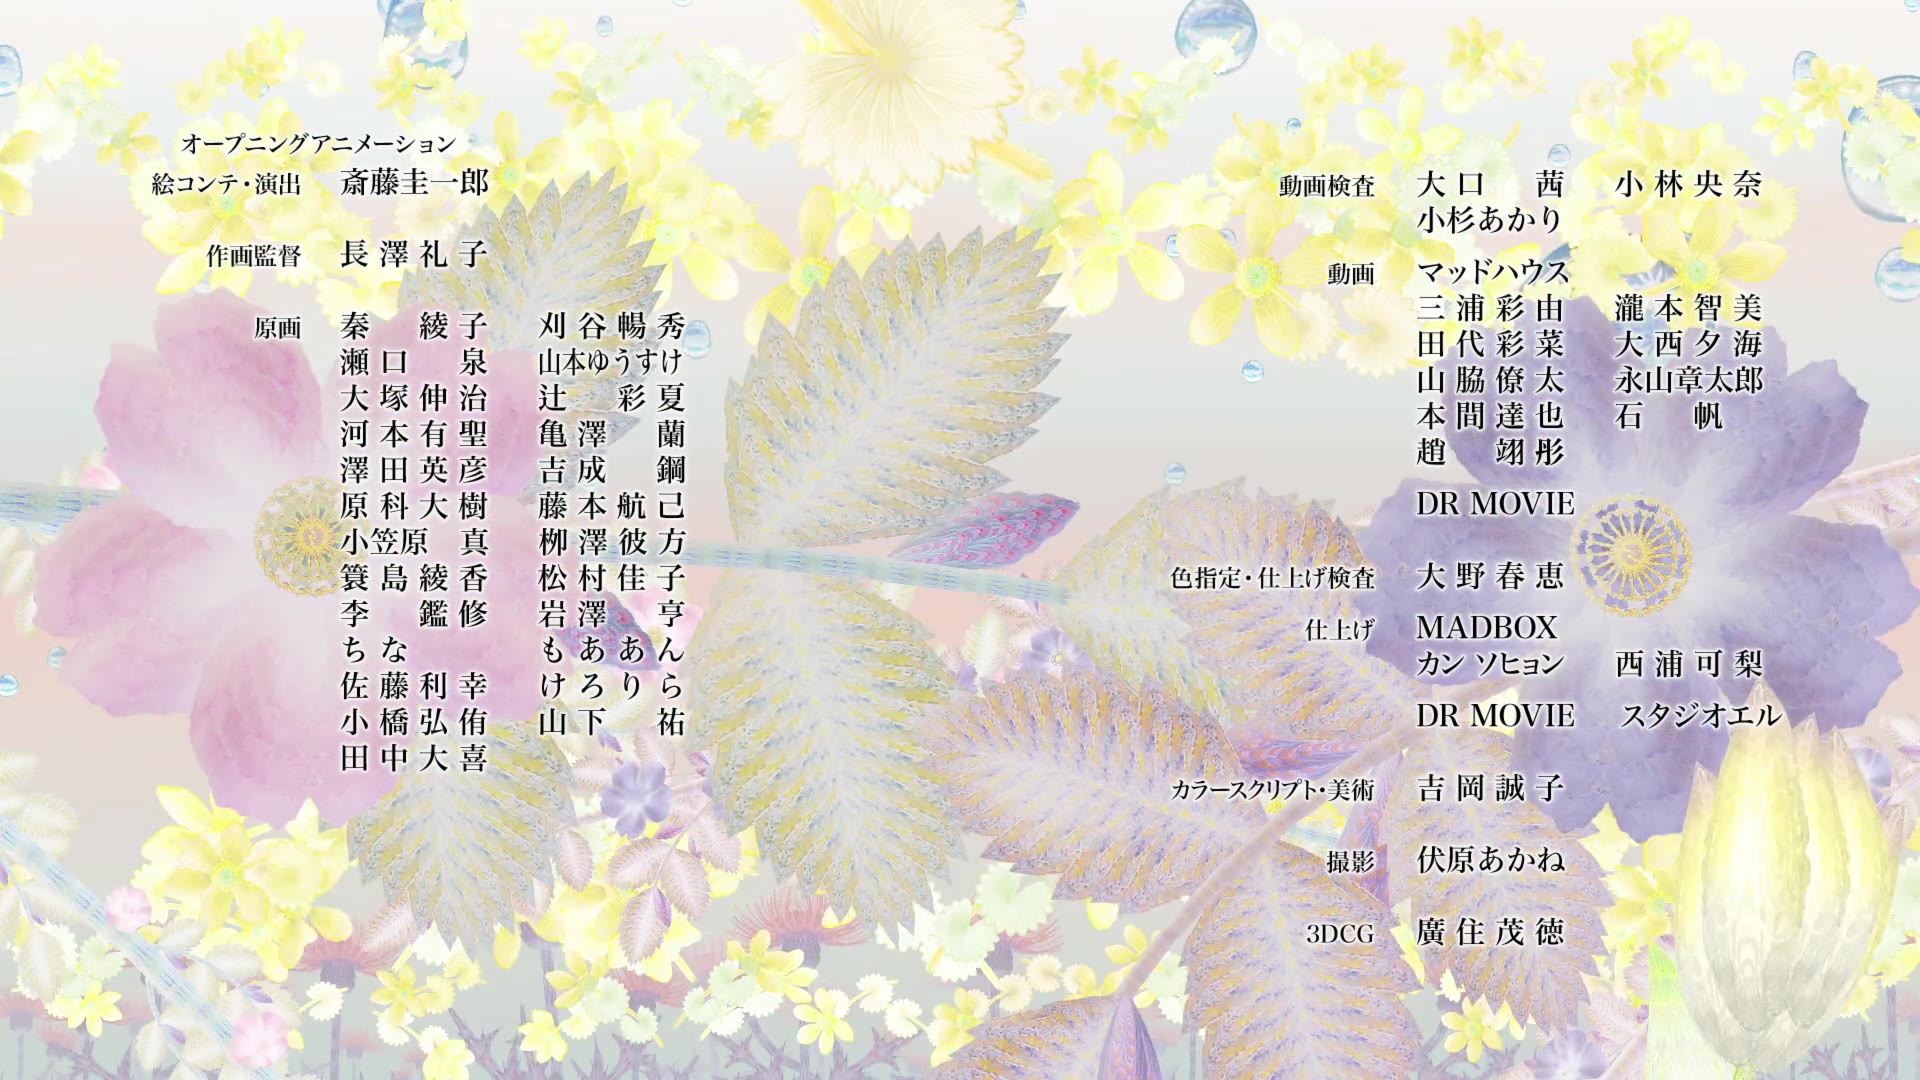 オープニングアニメーション
絵コンテ・演出 斎藤圭一郎
作画監督 長澤礼子
原画 秦 綾子 刈谷暢秀
瀬口 泉 山本ゆうすけ
大塚伸治 辻 彩夏
河本有聖 亀澤 蘭
澤田英彦 吉成 鋼
原科大樹 藤本航己
小笠原 真 柳澤彼方
簑島綾香 松村佳子
李 鑑修 岩澤 亨
ちな もああん
佐藤利幸 けろりら
小橋弘侑 山下 祐
田中大喜
動画検査 大口 茜 小林央奈
小杉あかり
動画 マッドハウス
三浦彩由 瀧本智美
田代彩菜 大西夕海
山脇僚太 永山章太郎
本間達也 石 帆
趙 翊彤
DR MOVIE
色指定・仕上げ検査 大野春恵
仕上げ MADBOX
カン ソヒョン 西浦可梨
DR MOVIE スタジオエル
カラースクリプト・美術 吉岡誠子
撮影 伏原あかね
3DCG 廣住茂徳